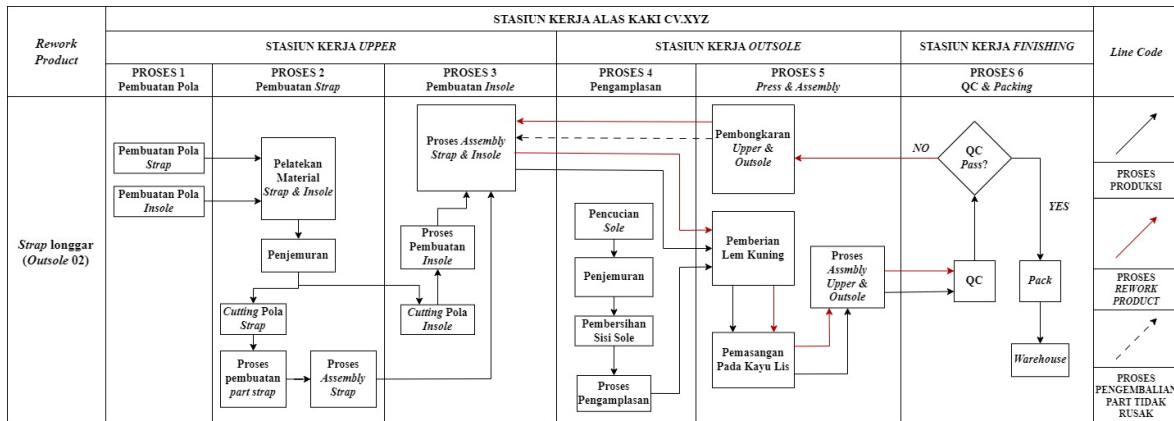 STASIUN KERJA ALAS KAKI CV.XYZ
Rework
Product
Line Code
STASIUN KERJA UPPER
STASIUN KERJA OUTSOLE
STASIUN KERJA FINISHING
PROSES 1
Pembuatan Pola
PROSES 2
Pembuatan Strap
PROSES 3
Pembuatan Insole
PROSES 4
Pengamplasan
PROSES 5
Press & Assembly
PROSES 6
QC & Packing
Strap longgar
(Outsole 02)
Pembuatan Pola
Strap
Pembuatan Pola
Insole
Pelatekan
Material
Strap & Insole
Penjemuran
Cutting Pola
Strap
Proses
pembuatan
part strap
Proses
Assembly
Strap
Proses Assembly
Strap & Insole
Proses
Pembuatan
Insole
Cutting Pola
Insole
Pencucian
Sole
Penjemuran
Pembersihan
Sisi Sole
Proses
Pengamplasan
Pembongkaran
Upper &
Outsole
Pemberian
Lem Kuning
Pemasangan
Pada Kayu Lis
Proses
Assmbly
Upper &
Outsole
NO
QC
Pass?
YES
QC
Pack
Warehouse
PROSES
PRODUKSI
PROSES
REWORK
PRODUCT
PROSES
PENGEMBALIAN
PART TIDAK
RUSAK